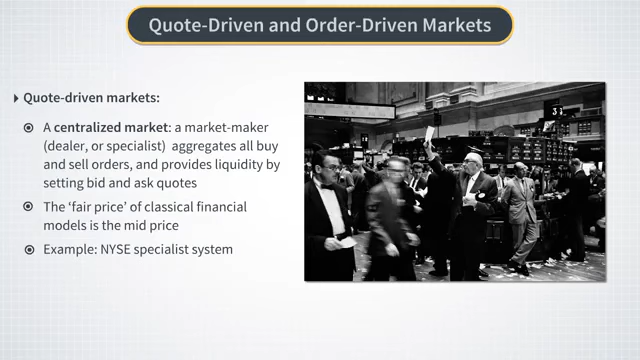 Quote-Driven and Order-Driven Markets
Quote-driven markets:
A centralized market: a market-maker
(dealer, or specialist) aggregates all buy
and sell orders, and provides liquidity by
setting bid and ask quotes
The ‘fair price’ of classical financial
models is the mid price
Example: NYSE specialist system